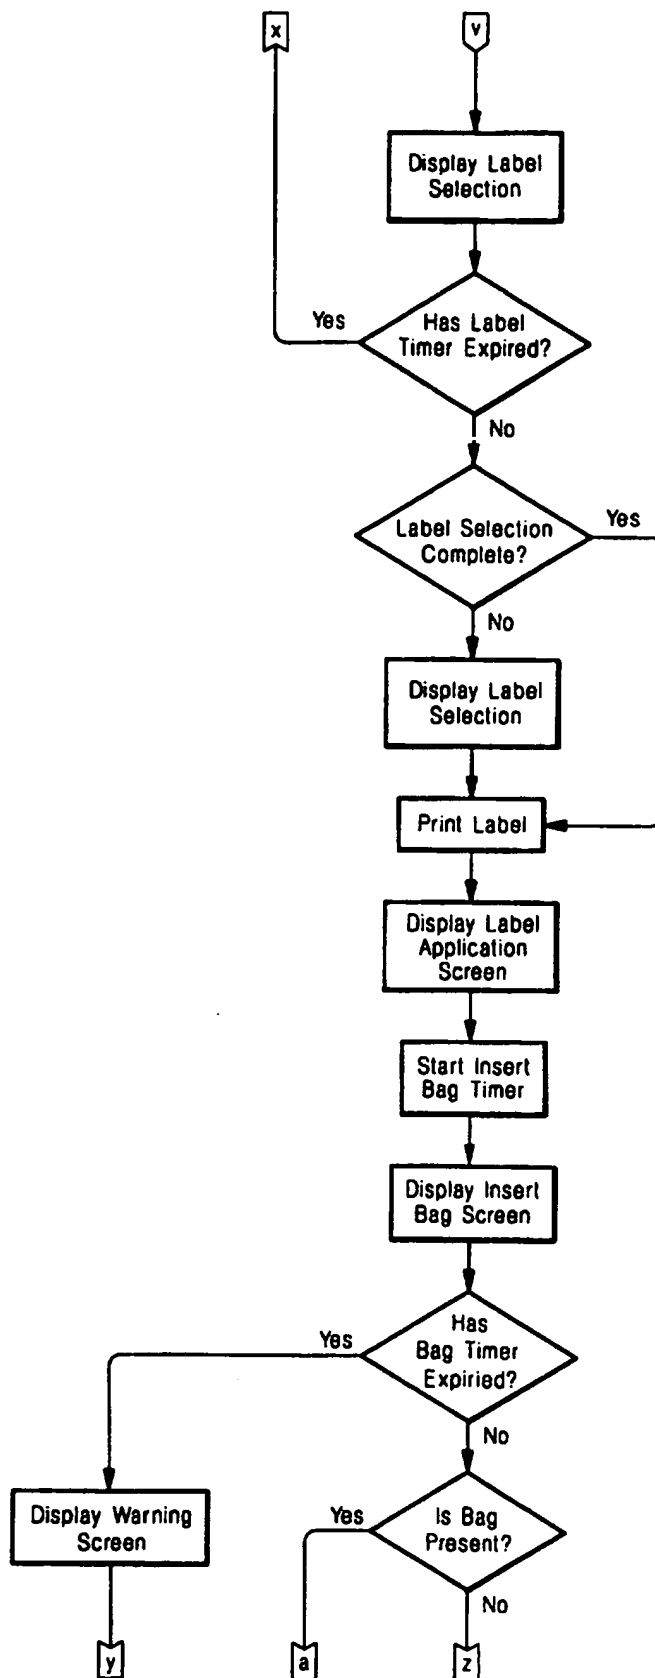 x
v
Display Label
Selection
Yes
Has Label
Timer Expired?
No
Label Selection
Complete?
Yes
No
Display Label
Selection
Print Label
Display Label
Application
Screen
Start Insert
Bag Timer
Display Insert
Bag Screen
Yes
Has
Bag Timer
Expiried?
No
Display Warning
Screen
Yes
Is Bag
Present?
No
y
a
z